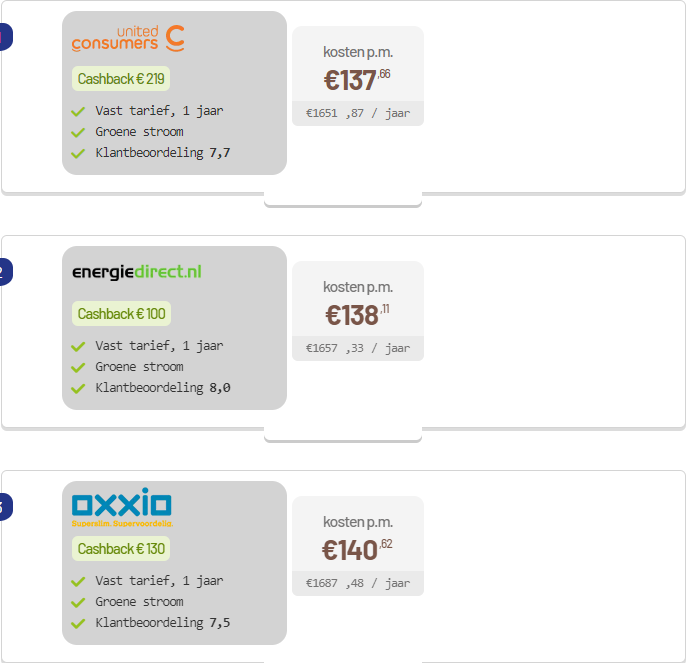 united
consumers
Cashback € 219
Vast tarief, 1 jaar
Groene stroom
Klantbeoordeling 7,7
kosten p.m.
€137,66
€1651 ,87 / jaar
2
energiedirect.nl
Cashback € 100
Vast tarief, 1 jaar
Groene stroom
Klantbeoordeling 8,0
kosten p.m.
€138,11
€1657 ,33 / jaar
3
oxxio
Superslim. Supervoordelig.
Cashback € 130
Vast tarief, 1 jaar
Groene stroom
Klantbeoordeling 7,5
kosten p.m.
€140,62
€1687 ,48 / jaar